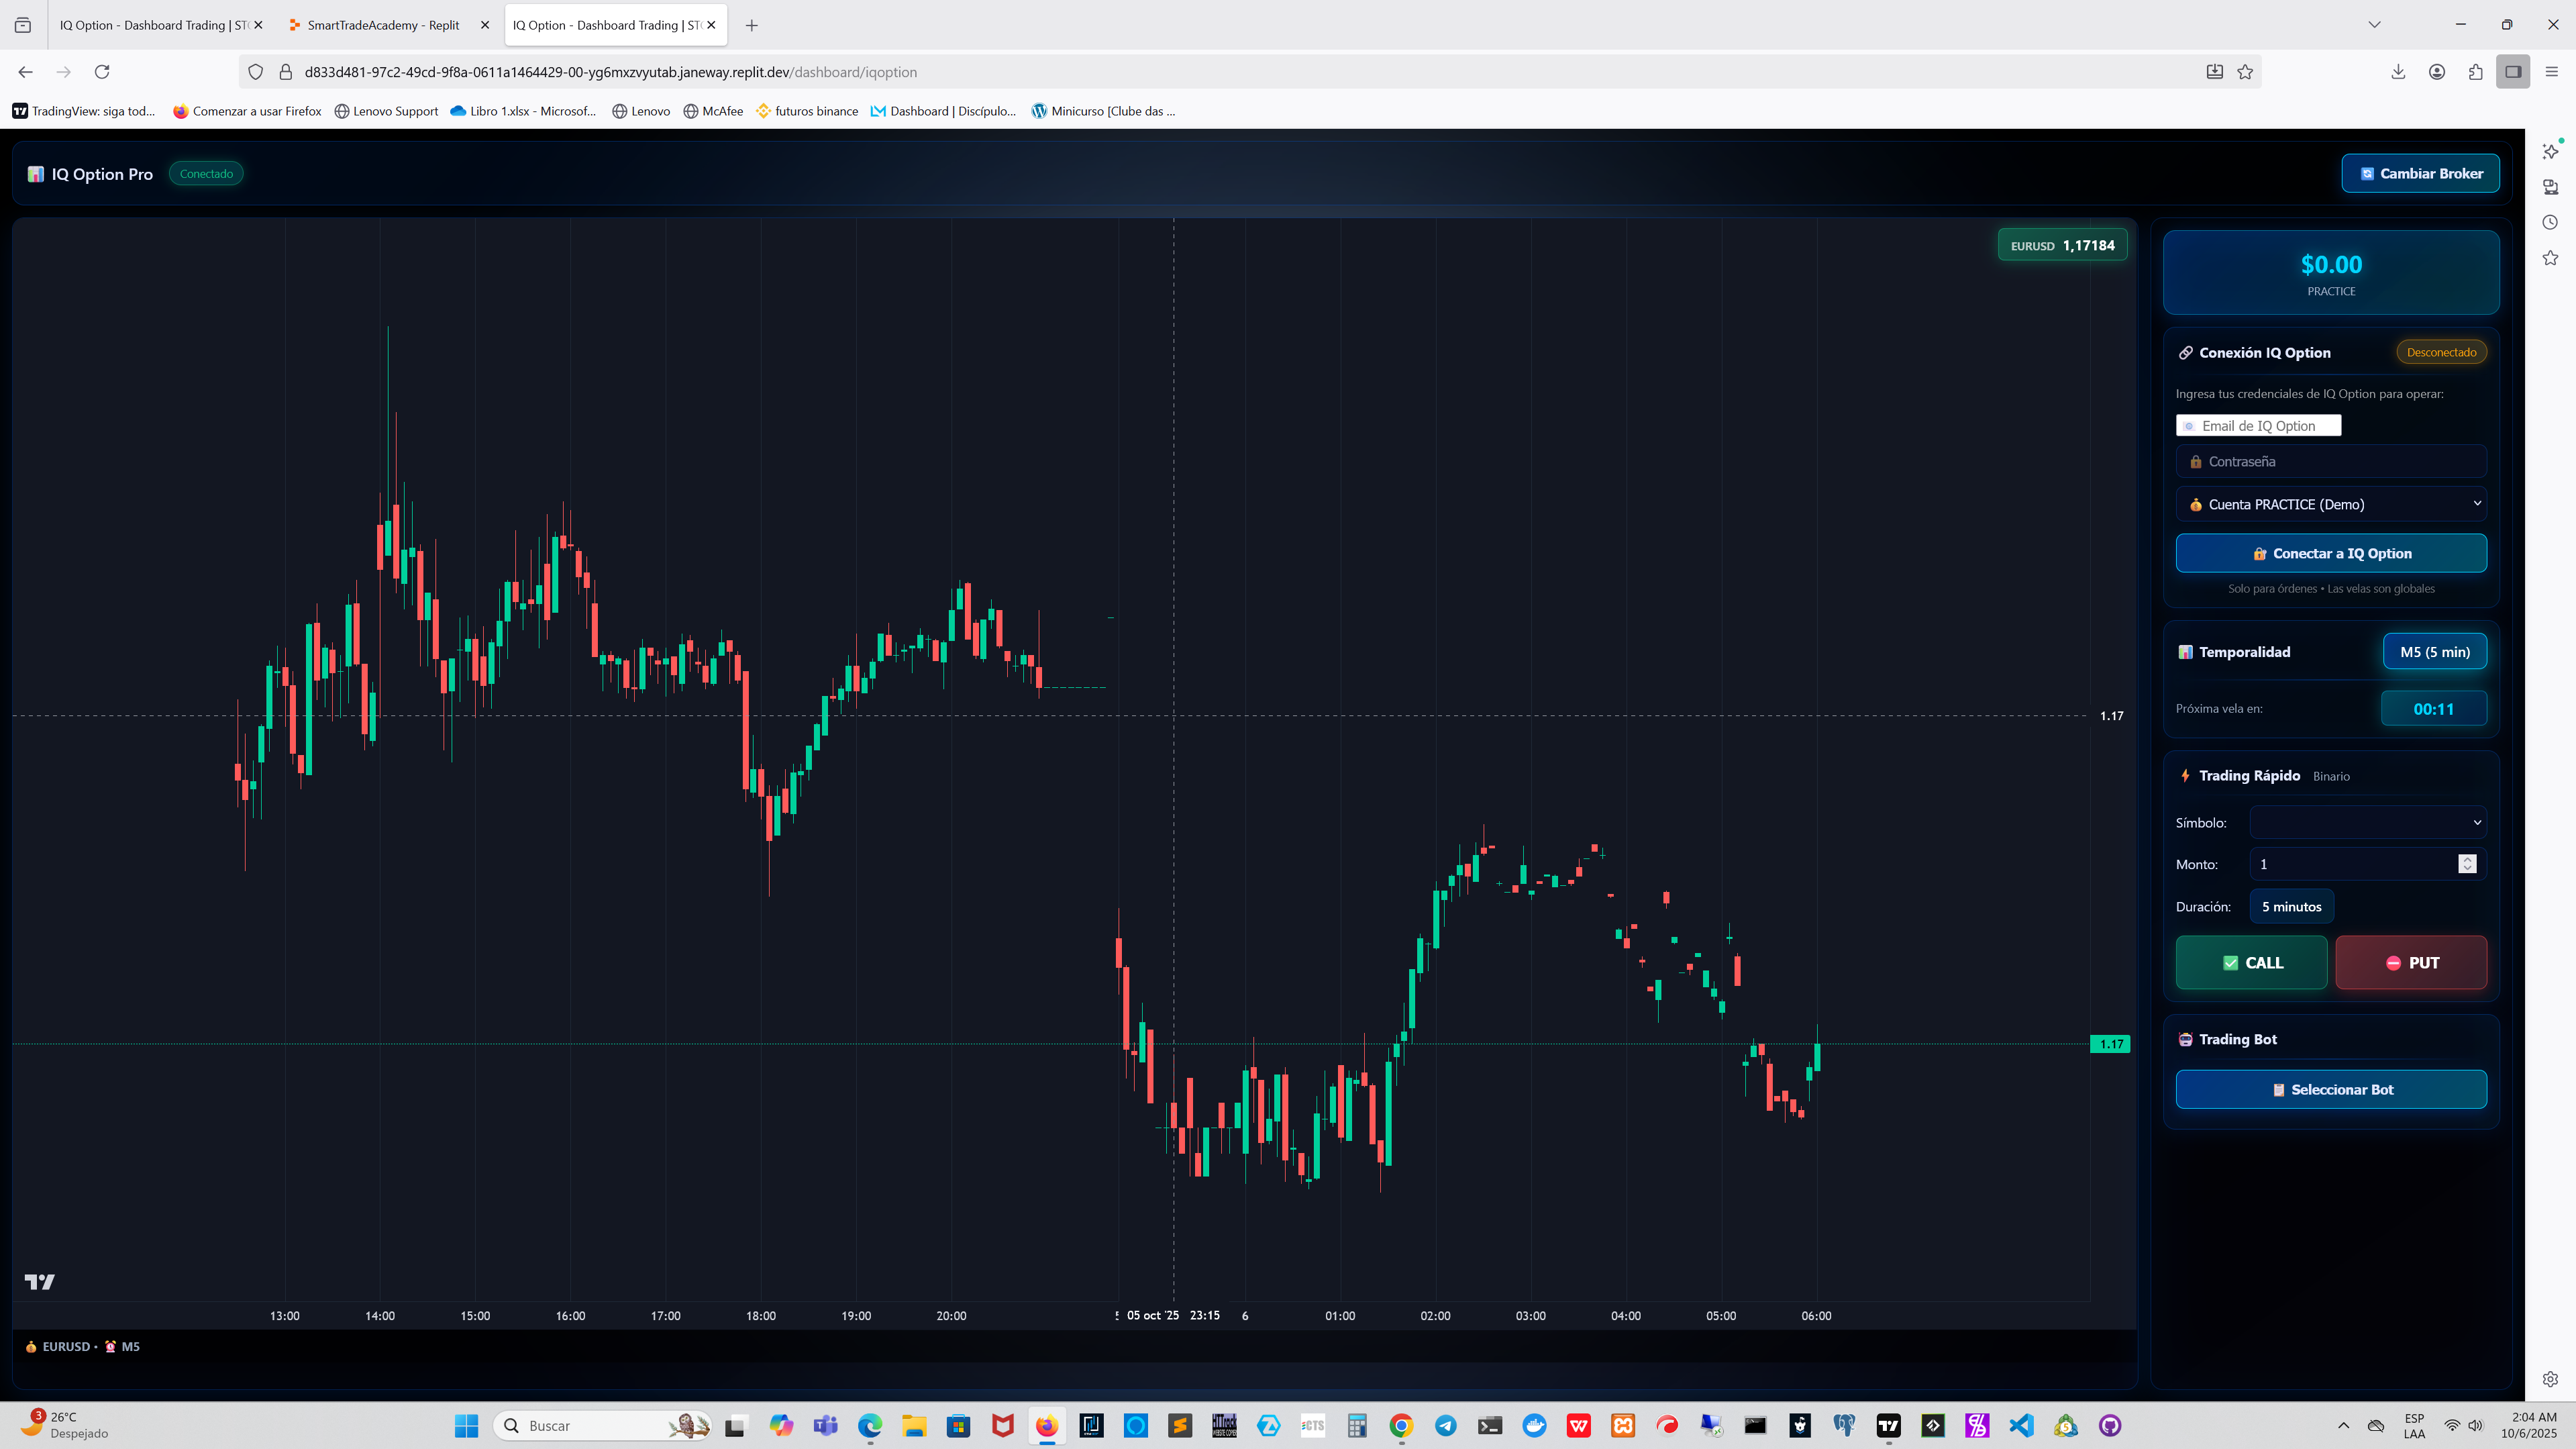 IQ Option - Dashboard Trading | STO
SmartTradeAcademy - Replit
IQ Option - Dashboard Trading | STO
d833d481-97c2-49cd-9f8a-0611a1464429-00-yg6mxzvyutab.janeway.replit.dev/dashboard/iqoption
TradingView: siga tod...
Comenzar a usar Firefox
Lenovo Support
Libro 1.xlsx - Microsof...
Lenovo
McAfee
futuros binance
Dashboard | Discípulo...
Minicurso [Clube das ...
IQ Option Pro
Conectado
Cambiar Broker
EURUSD 1,17184
$0.00
PRACTICE
Conexión IQ Option
Desconectado
Ingresa tus credenciales de IQ Option para operar:
Email de IQ Option
Contraseña
Cuenta PRACTICE (Demo)
Conectar a IQ Option
Solo para órdenes • Las velas son globales
Temporalidad
M5 (5 min)
Próxima vela en:
00:11
1.17
Trading Rápido Binario
Símbolo:
Monto: 1
Duración: 5 minutos
CALL
PUT
1.17
Trading Bot
Seleccionar Bot
13:00 14:00 15:00 16:00 17:00 18:00 19:00 20:00 05 oct '25 23:15 6 01:00 02:00 03:00 04:00 05:00 06:00
EURUSD • M5
3
26°C
Despejado
Buscar
ESP
LAA
2:04 AM
10/6/2025